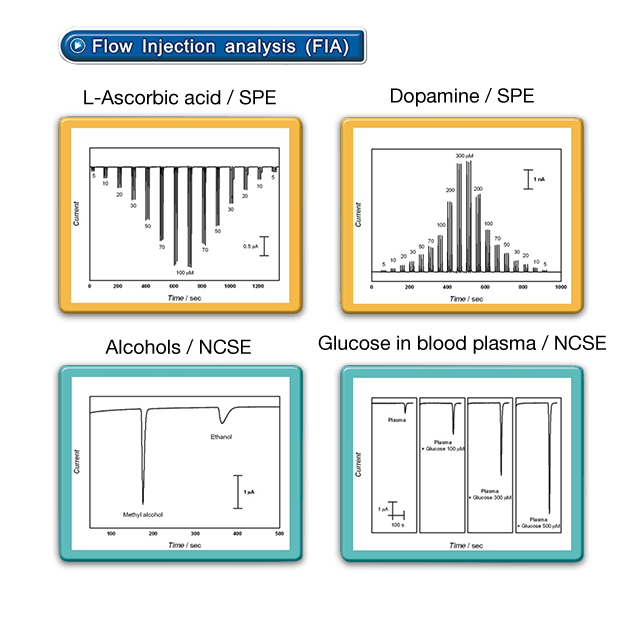 Flow Injection analysis (FIA)
L-Ascorbic acid / SPE
Current
5 10 20 30 50 70 100 μM 70 50 30 20 10 5
0.5 μA
0 200 400 600 800 1000 1200
Time / sec
Dopamine / SPE
Current
5 10 20 30 50 70 100 200 300 μM 200 100 70 50 30 20 10 5
1 nA
0 200 400 600 800 1000
Time / sec
Alcohols / NCSE
Current
Ethanol
1 μA
Methyl alcohol
100 200 300 400 500
Time / sec
Glucose in blood plasma / NCSE
Current
Plasma
Plasma
+ Glucose 100 μM
Plasma
+ Glucose 300 μM
Plasma
+ Glucose 500 μM
1 μA
100 s
Time / sec